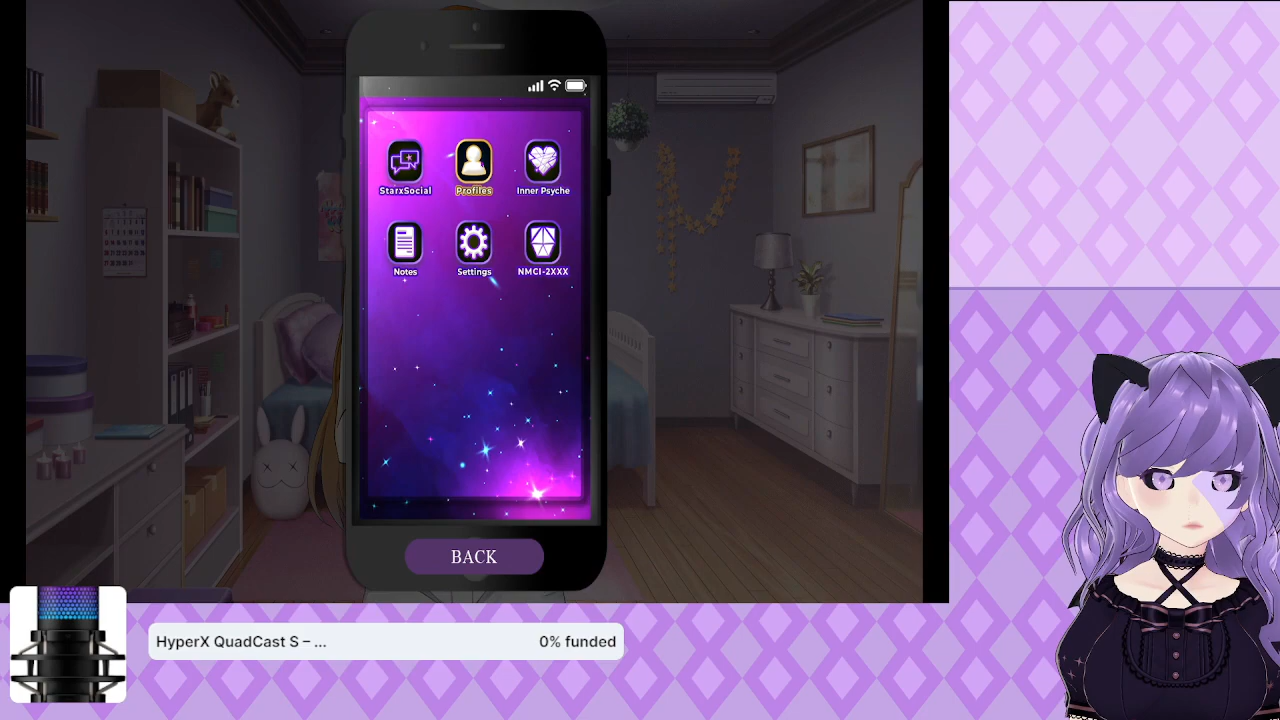 StarxSocial
Profiles
Inner Psyche
Notes
Settings
NMCI-2XXX
BACK
HyperX QuadCast S – ...
0% funded